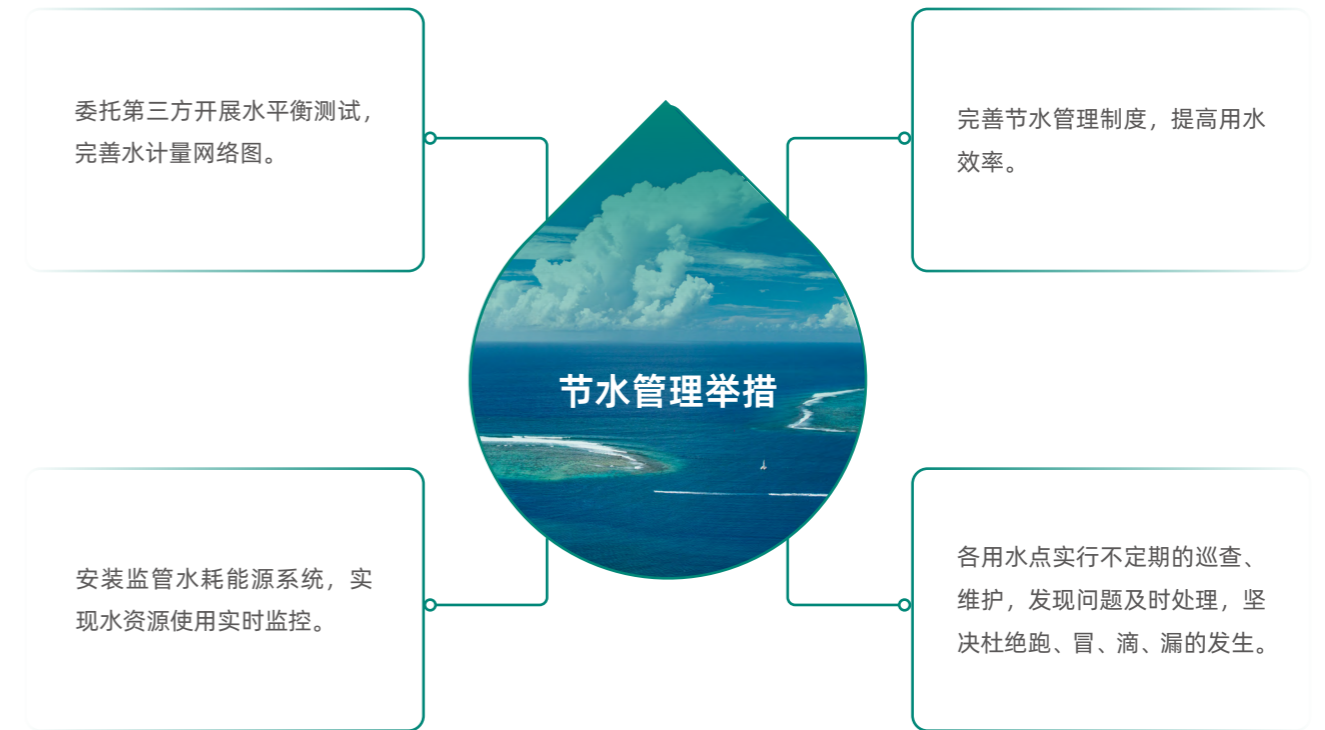 委托第三方开展水平衡测试，
完善水计量网络图。
完善节水管理制度，提高用水
效率。
节水管理举措
安装监管水耗能源系统，实
现水资源使用实时监控。
各用水点实行不定期的巡查、
维护，发现问题及时处理，坚
决杜绝跑、冒、滴、漏的发生。